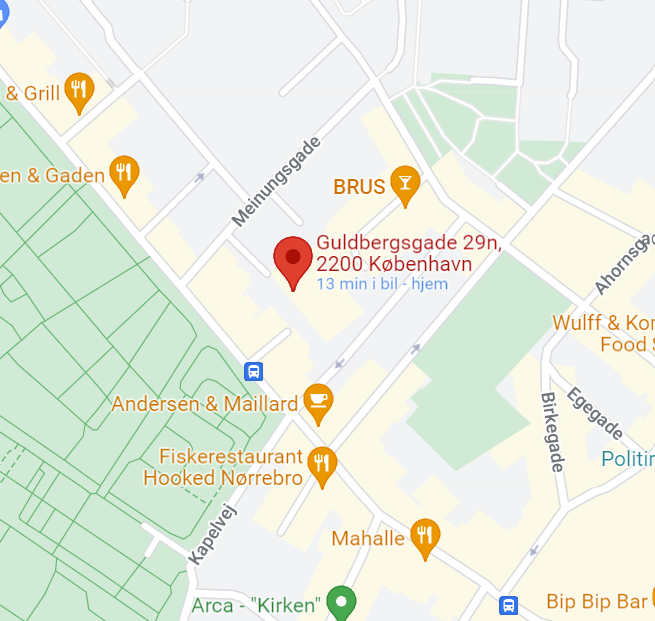 & Grill
en & Gaden
Meinungsgade
BRUS
Guldbergsgade 29n,
2200 København
13 min i bil - hjem
Ahornsga
Wulff & Kon
Food S
Andersen & Maillard
Egegade
Birkegade
Fiskerestaurant
Hooked Nørrebro
Politi
Kapelvej
Mahalle
Arca - "Kirken"
Bip Bip Bar